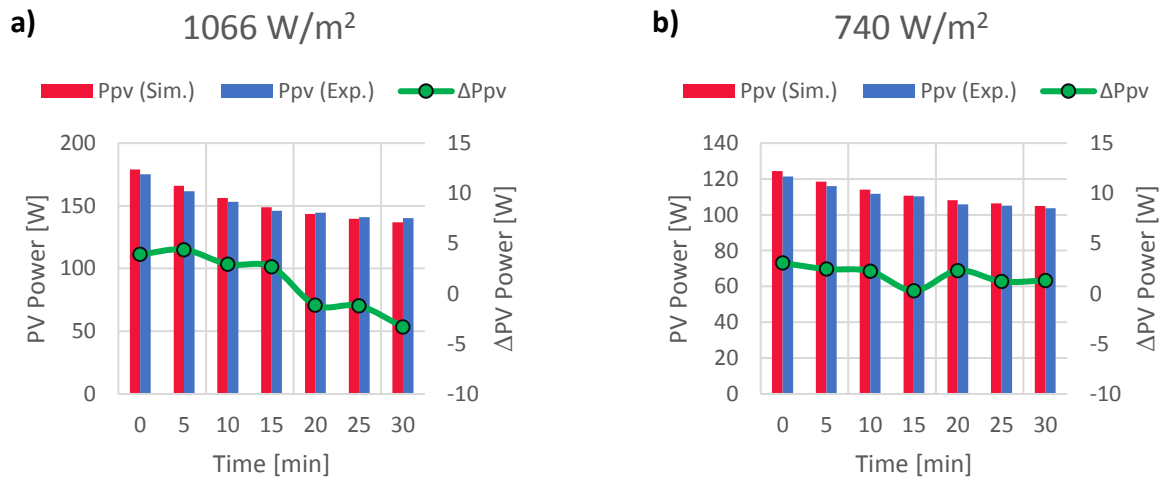 a)
1066 W/m²
Ppv (Sim.) Ppv (Exp.) ΔPpv
200
150
100
50
0
PV Power [W]
15
10
5
0
-5
-10
ΔPV Power [W]
0 5 10 15 20 25 30
Time [min]
b)
740 W/m²
Ppv (Sim.) Ppv (Exp.) ΔPpv
140
120
100
80
60
40
20
0
PV Power [W]
15
10
5
0
-5
-10
ΔPV Power [W]
0 5 10 15 20 25 30
Time [min]